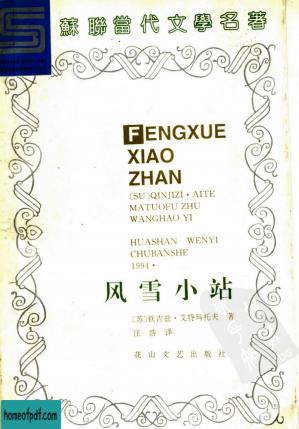 蘇聯當代文學名著
FENGXUE
XIAO
ZHAN
〔SU〕QINJIZI·AITE
MATUOFU ZHU
WANGHAO YI
HUASHAN WENYI
CHUBANSHE
1994·
风雪小站
〔苏〕钦吉兹·艾特玛托夫 著
汪浩 译
花山文艺出版社
homeofpdf.com